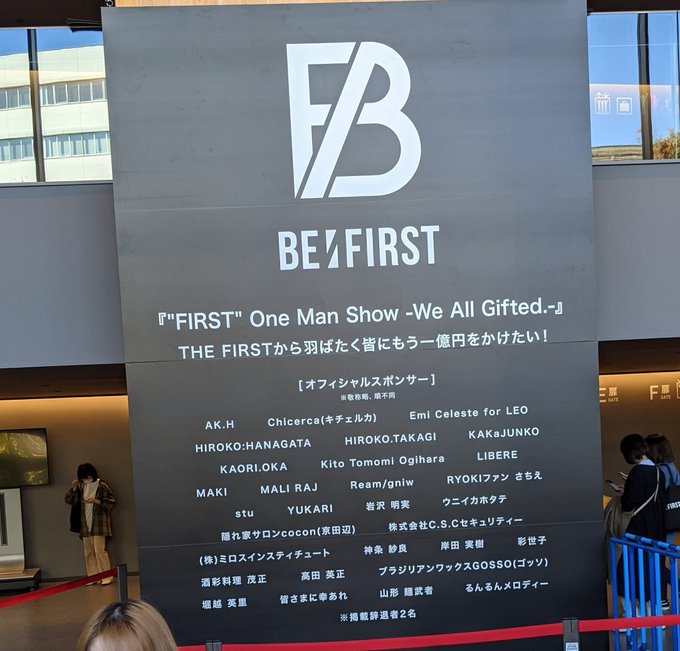 FB
BE:FIRST
『"FIRST" One Man Show -We All Gifted.-』
THE FIRSTから羽ばたく皆にもう一億円をかけたい！
[オフィシャルスポンサー]
※敬称略、順不同
AK.H Chicerca(キチェルカ) Emi Celeste for LEO
HIROKO:HANAGATA HIROKO.TAKAGI KAKaJUNKO
KAORI.OKA Kito Tomomi Ogihara LIBERE
MAKI MALI RAJ Ream/gniw RYOKIファン さちえ
stu YUKARI 岩沢 明実 ウニイカホタテ
隠れ家サロンcocon(京田辺) 株式会社C.S.Cセキュリティー
(株)ミロスインスティチュート 神条 紗良 岸田 実樹 彩世子
酒彩料理 茂正 高田 英正 ブラジリアンワックスGOSSO(ゴッソ)
堀越 英里 皆さまに幸あれ 山形 麺武者 るんるんメロディー
※掲載辞退者2名
E扉
GATE
F扉
GATE
:FIRST